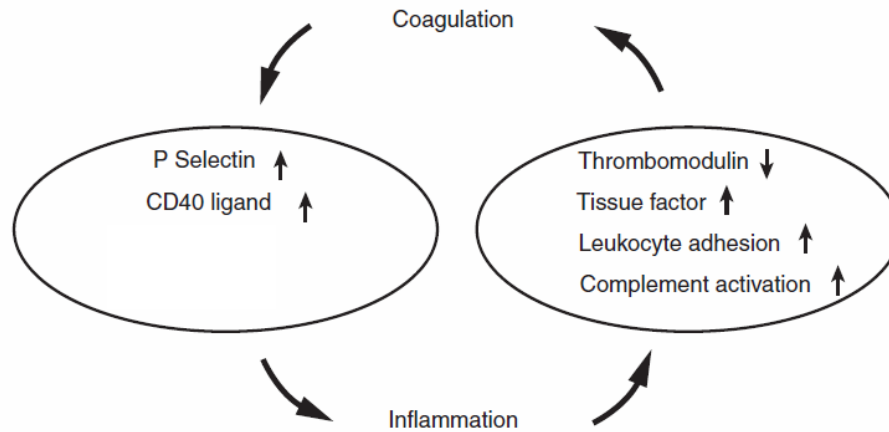 Coagulation
P Selectin ↑
CD40 ligand ↑
Thrombomodulin ↓
Tissue factor ↑
Leukocyte adhesion ↑
Complement activation ↑
Inflammation